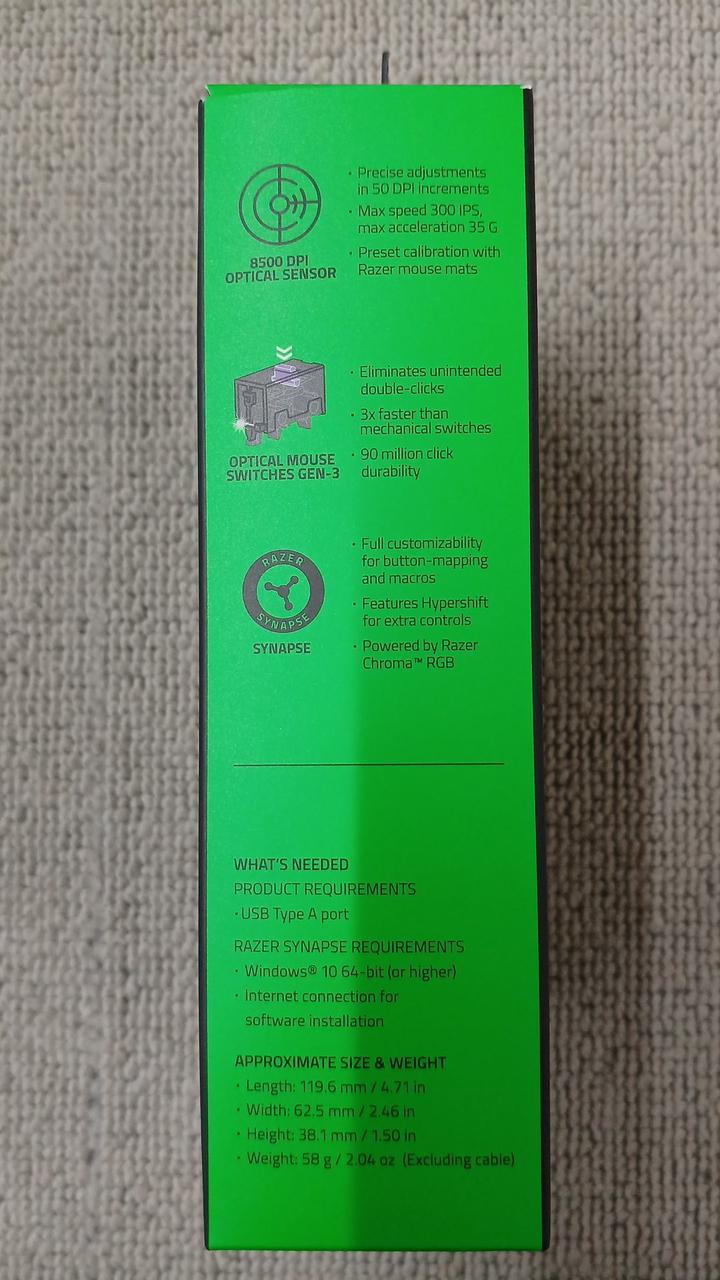 8500 DPI
OPTICAL SENSOR
· Precise adjustments
in 50 DPI increments
· Max speed 300 IPS,
max acceleration 35 G
· Preset calibration with
Razer mouse mats
OPTICAL MOUSE
SWITCHES GEN-3
· Eliminates unintended
double-clicks
· 3x faster than
mechanical switches
· 90 million click
durability
RAZER
SYNAPSE
SYNAPSE
· Full customizability
for button-mapping
and macros
· Features Hypershift
for extra controls
· Powered by Razer
Chroma™ RGB
WHAT'S NEEDED
PRODUCT REQUIREMENTS
· USB Type A port
RAZER SYNAPSE REQUIREMENTS
· Windows® 10 64-bit (or higher)
· Internet connection for
software installation
APPROXIMATE SIZE & WEIGHT
· Length: 119.6 mm / 4.71 in
· Width: 62.5 mm / 2.46 in
· Height: 38.1 mm / 1.50 in
· Weight: 58 g / 2.04 oz (Excluding cable)